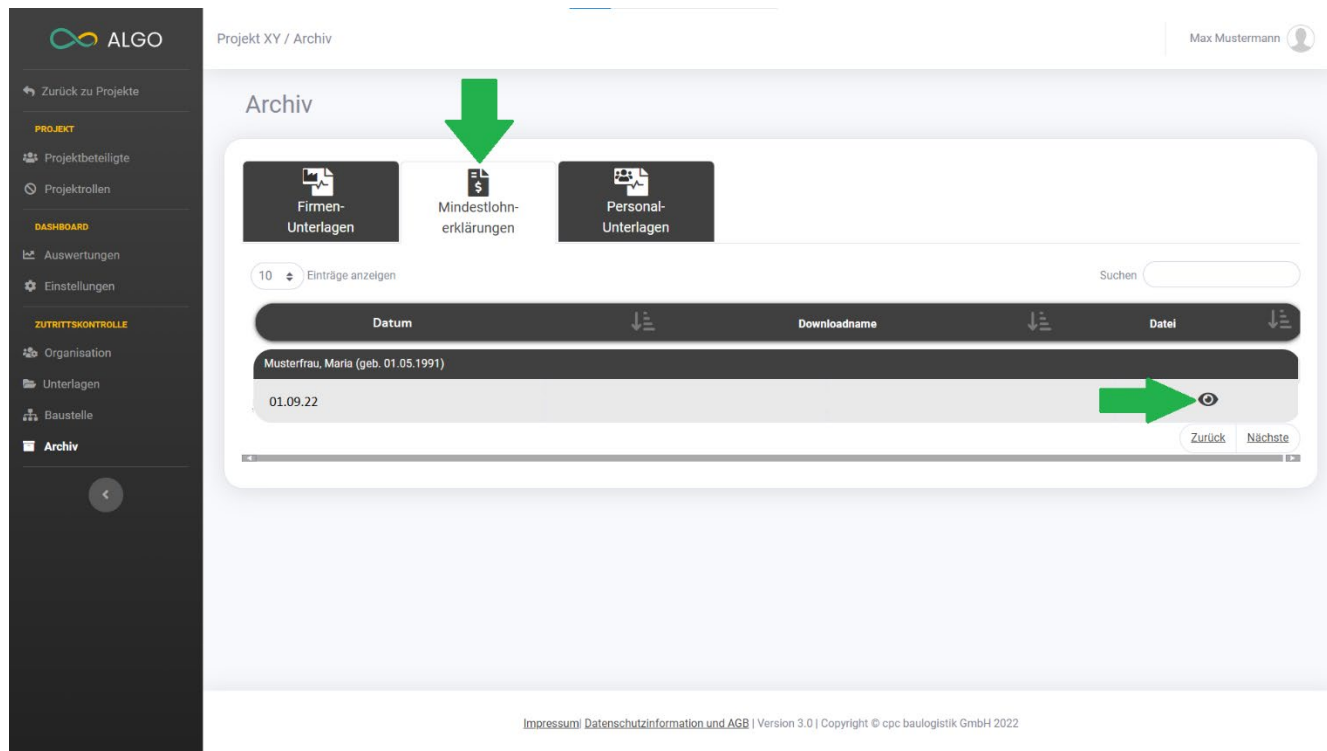 ALGO
Projekt XY / Archiv
Max Mustermann
Zurück zu Projekte
PROJEKT
Projektbeteiligte
Projektrollen
DASHBOARD
Auswertungen
Einstellungen
ZUTRITTSKONTROLLE
Organisation
Unterlagen
Baustelle
Archiv
Archiv
Firmen-
Unterlagen
Mindestlohn-
erklärungen
Personal-
Unterlagen
10 Einträge anzeigen
Suchen
Datum Downloadname Datei
Musterfrau, Maria (geb. 01.05.1991)
01.09.22
Zurück Nächste
Impressum| Datenschutzinformation und AGB | Version 3.0 | Copyright © cpc baulogistik GmbH 2022